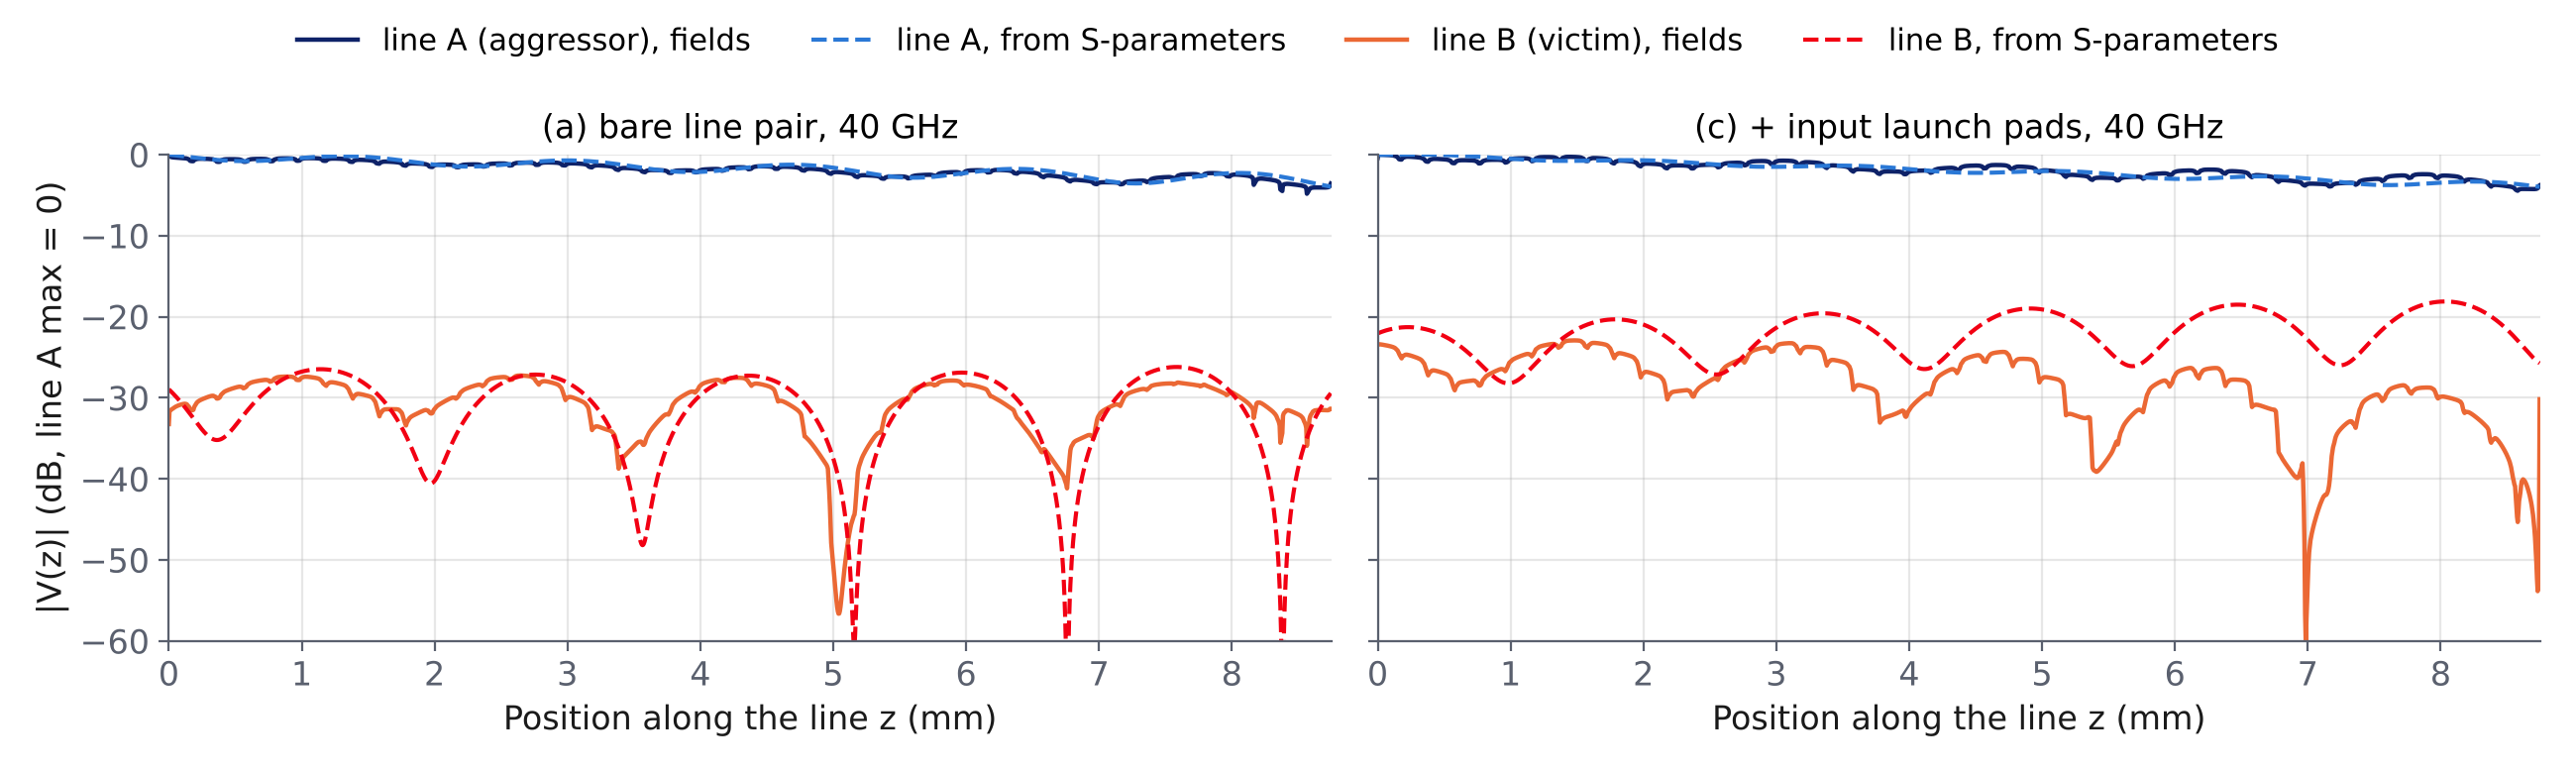 line A (aggressor), fields line A, from S-parameters line B (victim), fields line B, from S-parameters
(a) bare line pair, 40 GHz
(c) + input launch pads, 40 GHz
|V(z)| (dB, line A max = 0)
0
−10
−20
−30
−40
−50
−60
0 1 2 3 4 5 6 7 8
0 1 2 3 4 5 6 7 8
Position along the line z (mm)
Position along the line z (mm)